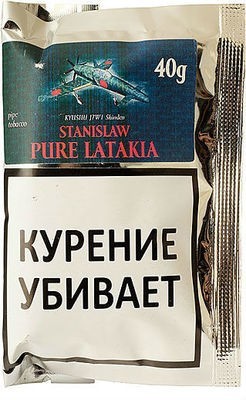 40g
KYUSHU J7W1 Shinden
pipe
tobacco
STANISLAW
PURE LATAKIA
КУРЕНИЕ
УБИВАЕТ